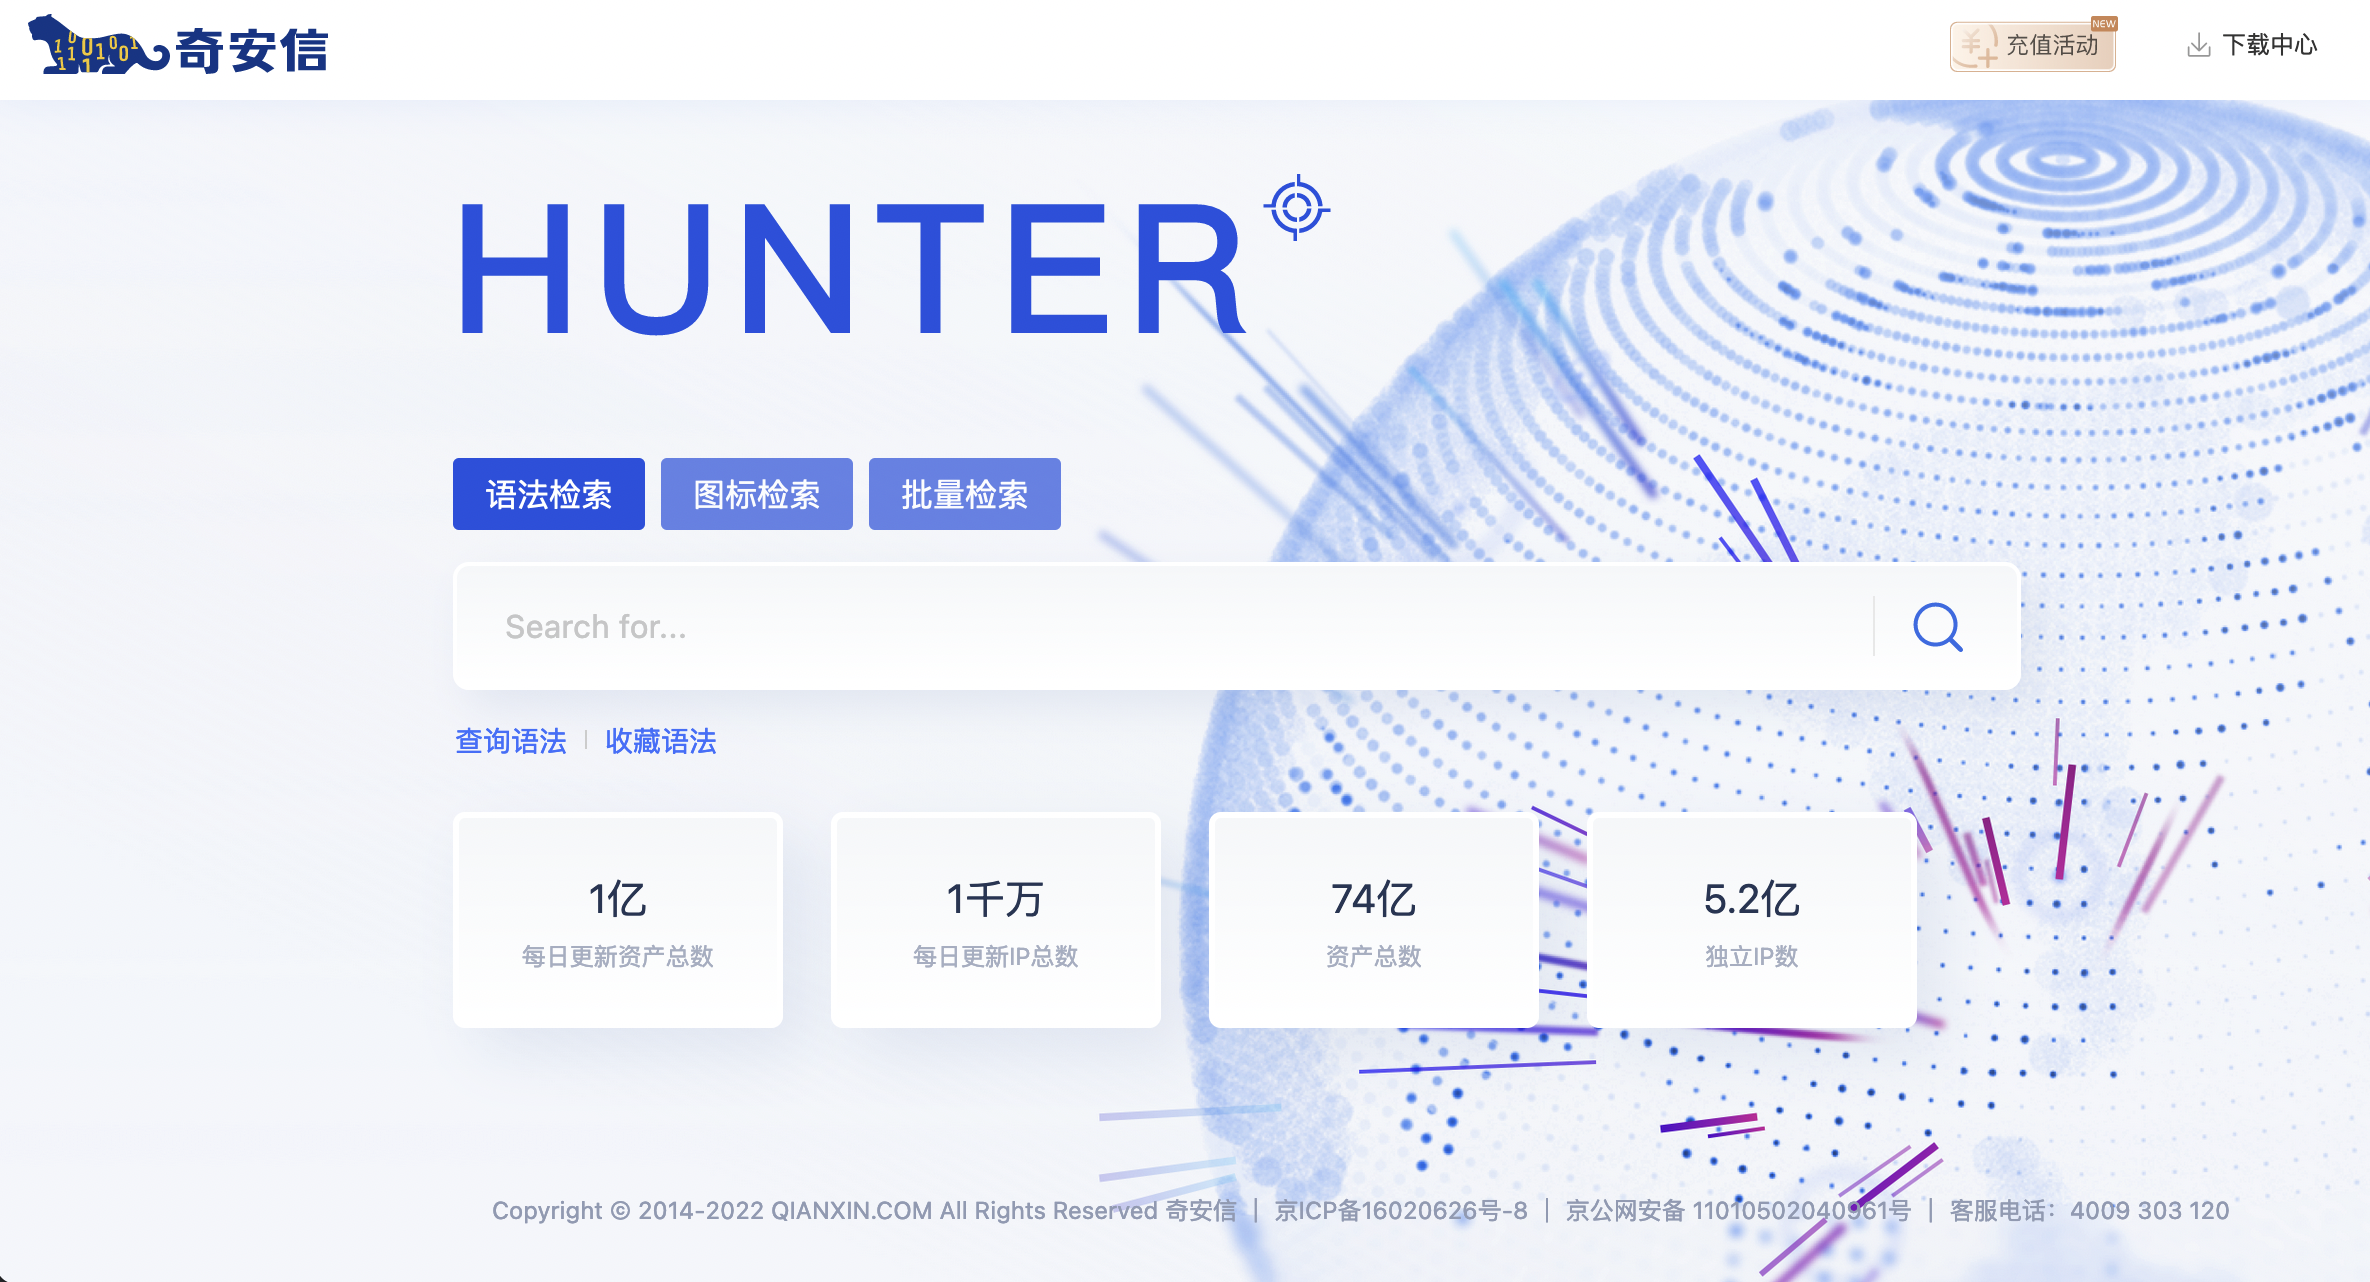 奇安信
NEW
充值活动
下载中心
HUNTER
语法检索
图标检索
批量检索
Search for...
查询语法 | 收藏语法
1亿
每日更新资产总数
1千万
每日更新IP总数
74亿
资产总数
5.2亿
独立IP数
Copyright © 2014-2022 QIANXIN.COM All Rights Reserved 奇安信 | 京ICP备16020626号-8 | 京公网安备 11010502040961号 | 客服电话：4009 303 120